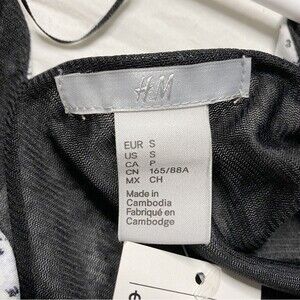 H&M
EUR S
US S
CA P
CN 165/88A
MX CH
Made in
Cambodia
Fabriqué en
Cambodge